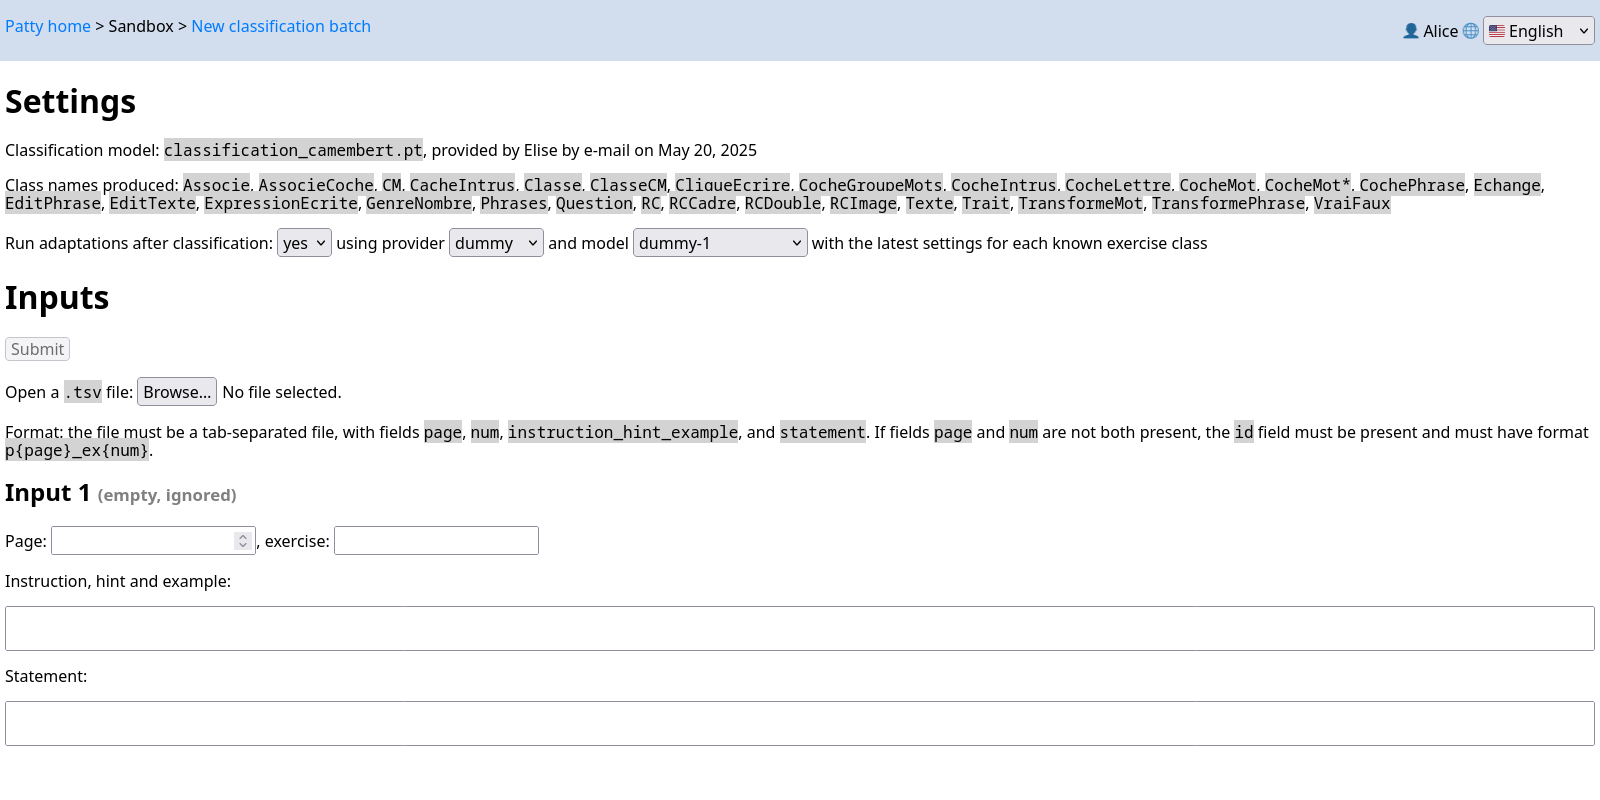 Patty home > Sandbox > New classification batch
👤 Alice 🌐 🇺🇸 English
Settings
Classification model: classification_camembert.pt, provided by Elise by e-mail on May 20, 2025
Class names produced: Associe, AssocieCoche, CM, CacheIntrus, Classe, ClasseCM, CliqueEcrire, CocheGroupeMots, CocheIntrus, CocheLettre, CocheMot, CocheMot*, CochePhrase, Echange,
EditPhrase, EditTexte, ExpressionEcrite, GenreNombre, Phrases, Question, RC, RCCadre, RCDouble, RCImage, Texte, Trait, TransformeMot, TransformePhrase, VraiFaux
Run adaptations after classification: yes using provider dummy and model dummy-1 with the latest settings for each known exercise class
Inputs
Submit
Open a .tsv file: Browse... No file selected.
Format: the file must be a tab-separated file, with fields page, num, instruction_hint_example, and statement. If fields page and num are not both present, the id field must be present and must have format
p{page}_ex{num}.
Input 1 (empty, ignored)
Page: , exercise:
Instruction, hint and example:
Statement: